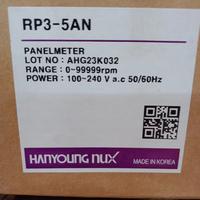 RP3-5AN
PANELMETER
LOT NO : AHG23K032
RANGE : 0~99999rpm
POWER : 100-240 V a.c 50/60Hz
HANYOUNG nux
MADE IN KOREA